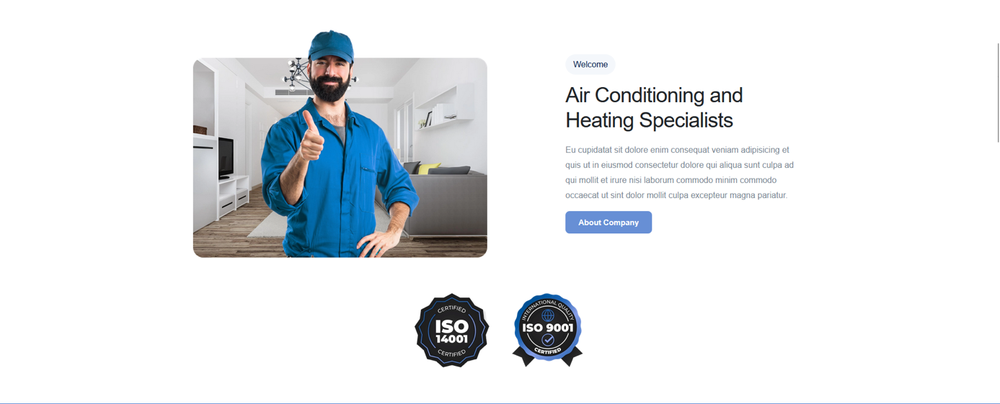 Welcome
Air Conditioning and
Heating Specialists
Eu cupidatat sit dolore enim consequat veniam adipisicing et
quis ut in eiusmod consectetur dolore qui aliqua sunt culpa ad
qui mollit et irure nisi laborum commodo minim commodo
occaecat ut sint dolor mollit culpa excepteur magna pariatur.
About Company
CERTIFIED
ISO
14001
CERTIFIED
INTERNATIONAL QUALITY
ISO 9001
CERTIFIED